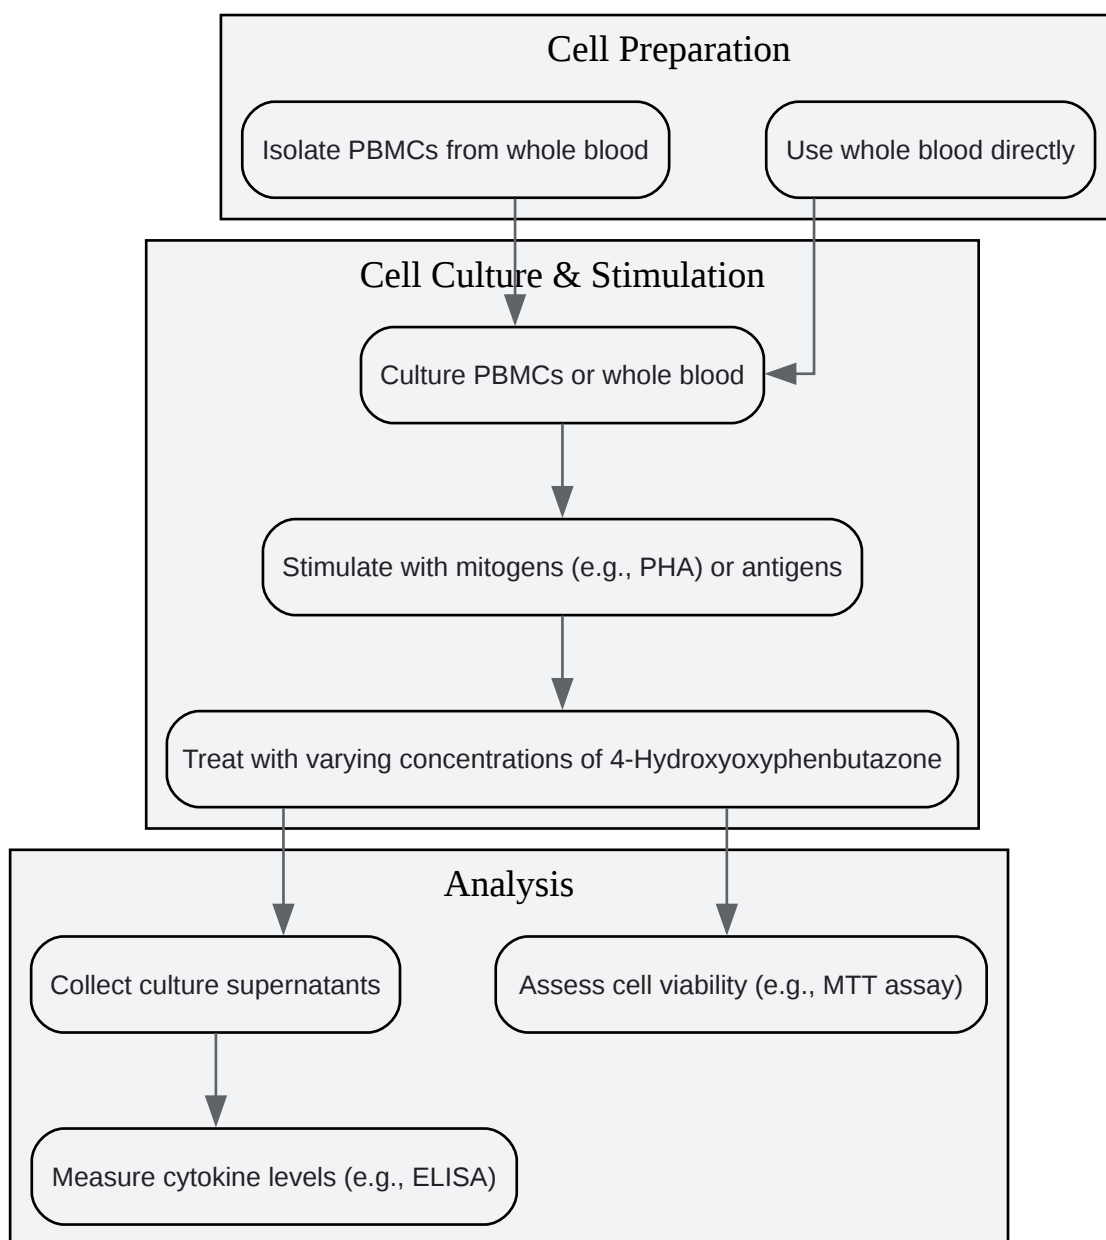 Cell Preparation
Isolate PBMCs from whole blood
Use whole blood directly
Cell Culture & Stimulation
Culture PBMCs or whole blood
Stimulate with mitogens (e.g., PHA) or antigens
Treat with varying concentrations of 4-Hydroxyoxyphenbutazone
Analysis
Collect culture supernatants
Assess cell viability (e.g., MTT assay)
Measure cytokine levels (e.g., ELISA)